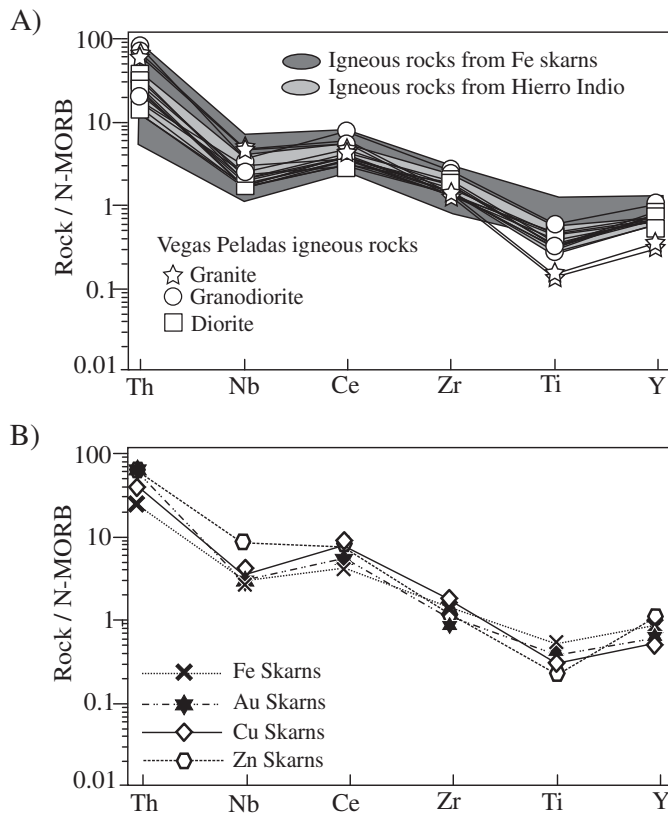 A)
100
10
1
0.1
0.01
Rock / N-MORB
Igneous rocks from Fe skarns
Igneous rocks from Hierro Indio
Vegas Peladas igneous rocks
Granite
Granodiorite
Diorite
Th Nb Ce Zr Ti Y
B)
100
10
1
0.1
0.01
Rock / N-MORB
Fe Skarns
Au Skarns
Cu Skarns
Zn Skarns
Th Nb Ce Zr Ti Y